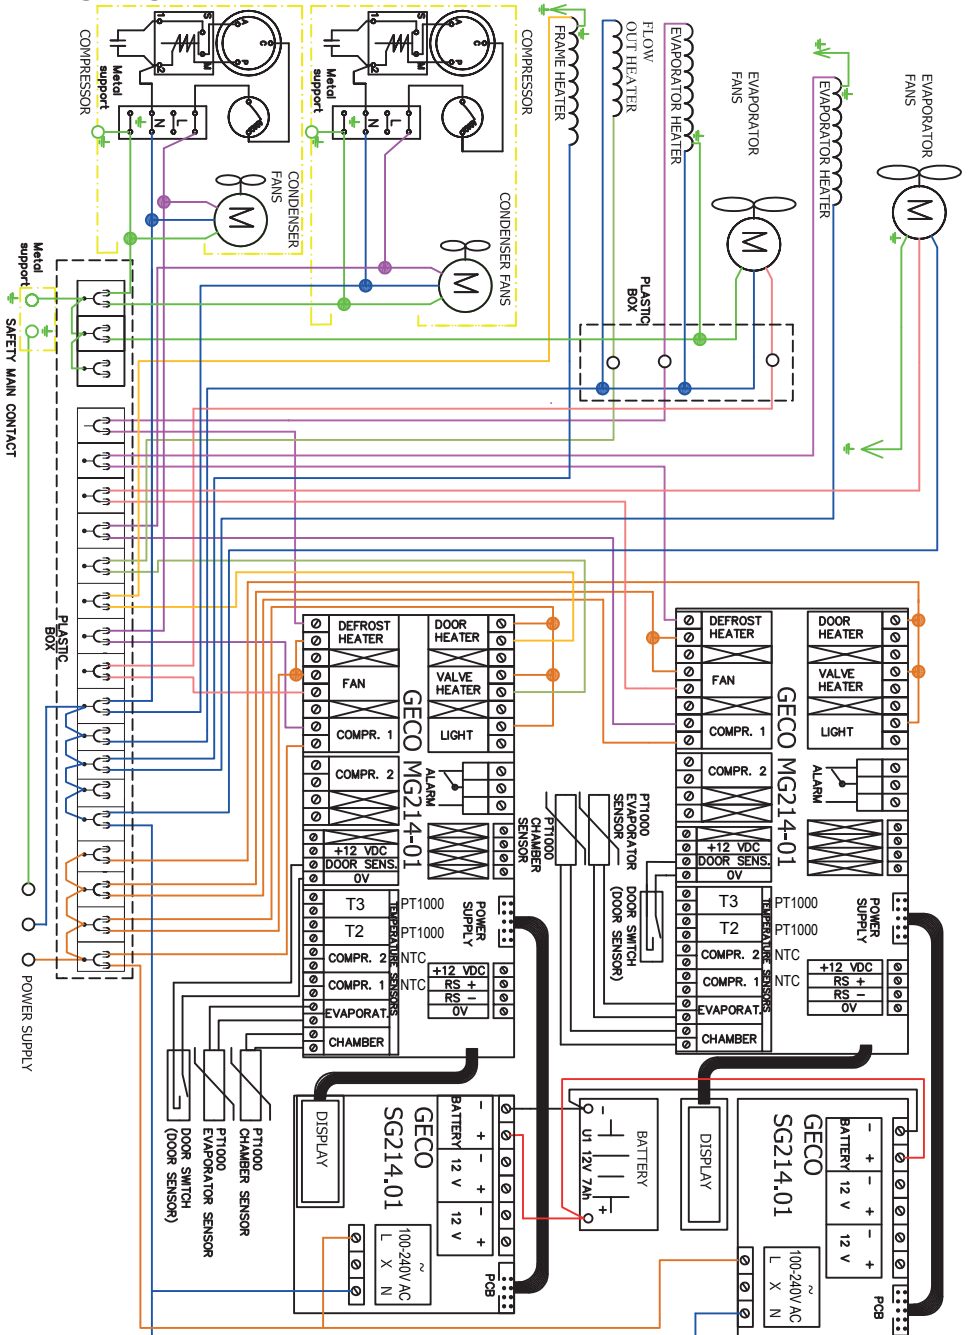 COMPRESSOR
Metal
support
1
S
2
M
A
C
P
N
L
CONDENSER
FANS
M
COMPRESSOR
Metal
support
1
S
2
M
A
C
P
N
L
CONDENSER FANS
M
FRAME HEATER
FLOW
OUT HEATER
EVAPORATOR HEATER
EVAPORATOR
FANS
M
EVAPORATOR HEATER
EVAPORATOR
FANS
M
PLASTIC
BOX
Metal
support
SAFETY MAIN CONTACT
PLASTIC
BOX
POWER SUPPLY
DEFROST
HEATER
FAN
COMPR. 1
DOOR
HEATER
VALVE
HEATER
LIGHT
GECO MG214-01
COMPR. 2
ALARM
+12 VDC
DOOR SENS.
0V
T3
T2
COMPR. 2
COMPR. 1
EVAPORAT.
CHAMBER
TEMPERATURE SENSORS
PT1000
PT1000
NTC
NTC
POWER
SUPPLY
+12 VDC
RS +
RS -
0V
DEFROST
HEATER
FAN
COMPR. 1
DOOR
HEATER
VALVE
HEATER
LIGHT
GECO MG214-01
COMPR. 2
ALARM
+12 VDC
DOOR SENS.
0V
T3
T2
COMPR. 2
COMPR. 1
EVAPORAT.
CHAMBER
TEMPERATURE SENSORS
PT1000
PT1000
NTC
NTC
POWER
SUPPLY
+12 VDC
RS +
RS -
0V
PT1000
CHAMBER
SENSOR
PT1000
EVAPORATOR
SENSOR
DOOR SWITCH
(DOOR SENSOR)
PT1000
CHAMBER SENSOR
PT1000
EVAPORATOR SENSOR
DOOR SWITCH
(DOOR SENSOR)
DISPLAY
GECO
SG214.01
BATTERY
- +
12 V
- +
12 V
100-240V AC
~
L X N
PCB
BATTERY
- +
U1 12V 7Ah
DISPLAY
GECO
SG214.01
BATTERY
- +
12 V
- +
12 V
100-240V AC
~
L X N
PCB